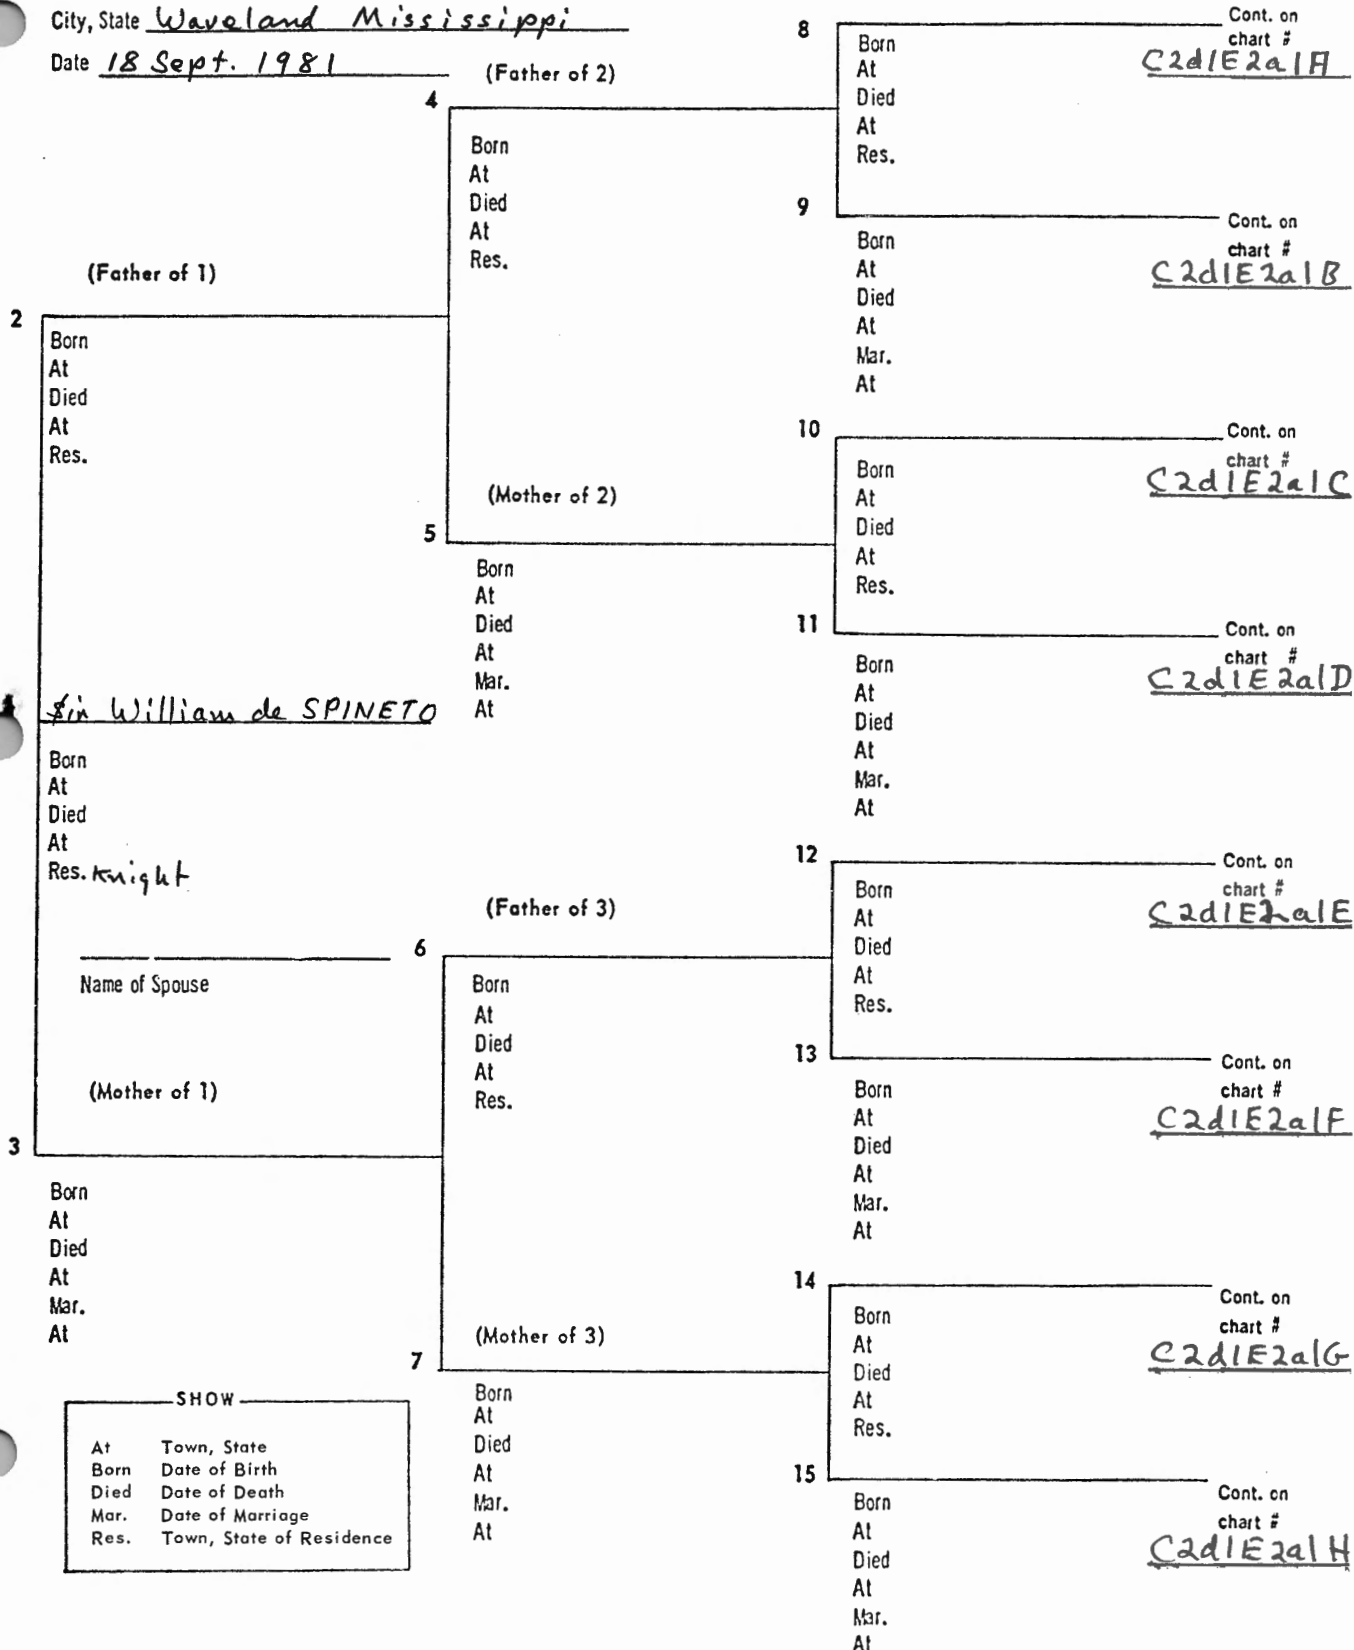 City, State Waveland Mississippi
Date 18 Sept. 1981
(Father of 2)
4
Born
At
Died
At
Res.
8
Born
At
Died
At
Res.
Cont. on
chart #
C2d1E2a1A
9
Born
At
Died
At
Mar.
At
Cont. on
chart #
C2d1E2a1B
(Father of 1)
2
Born
At
Died
At
Res.
(Mother of 2)
5
Born
At
Died
At
Mar.
At
10
Born
At
Died
At
Res.
Cont. on
chart #
C2d1E2a1C
11
Born
At
Died
At
Mar.
At
Cont. on
chart #
C2d1E2a1D
1
Sir William de SPINETO
Born
At
Died
At
Res. Knight
Name of Spouse
(Mother of 1)
3
Born
At
Died
At
Mar.
At
(Father of 3)
6
Born
At
Died
At
Res.
12
Born
At
Died
At
Res.
Cont. on
chart #
C2d1E2a1E
13
Born
At
Died
At
Mar.
At
Cont. on
chart #
C2d1E2a1F
(Mother of 3)
7
Born
At
Died
At
Mar.
At
14
Born
At
Died
At
Res.
Cont. on
chart #
C2d1E2a1G
15
Born
At
Died
At
Mar.
At
Cont. on
chart #
C2d1E2a1H
SHOW
At Town, State
Born Date of Birth
Died Date of Death
Mar. Date of Marriage
Res. Town, State of Residence